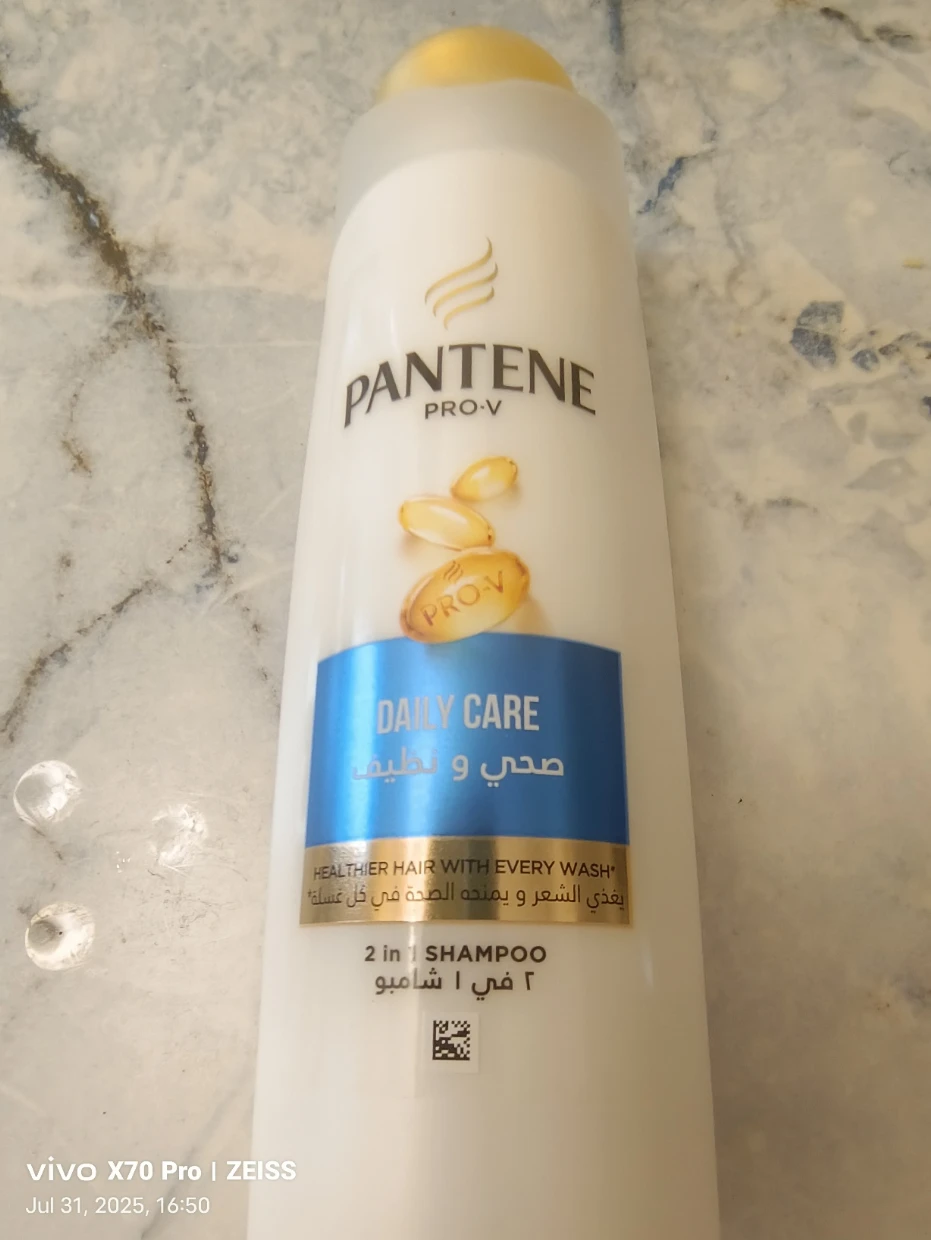 PANTENE
PRO-V
PRO-V
DAILY CARE
صحي و نظيف
HEALTHIER HAIR WITH EVERY WASH*
يغذي الشعر و يمنحه الصحة في كل غسلة*
2 in 1 SHAMPOO
٢ في ١ شامبو
vivo X70 Pro | ZEISS
Jul 31, 2025, 16:50